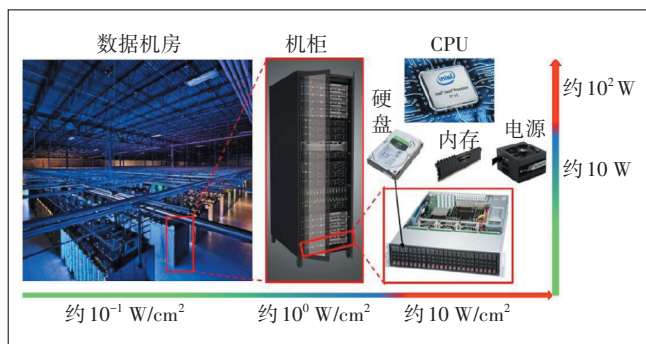 数据机房
机柜
CPU
intel
硬盘
内存
电源
约 10² W
约 10 W
约 10⁻¹ W/cm²
约 10⁰ W/cm²
约 10 W/cm²